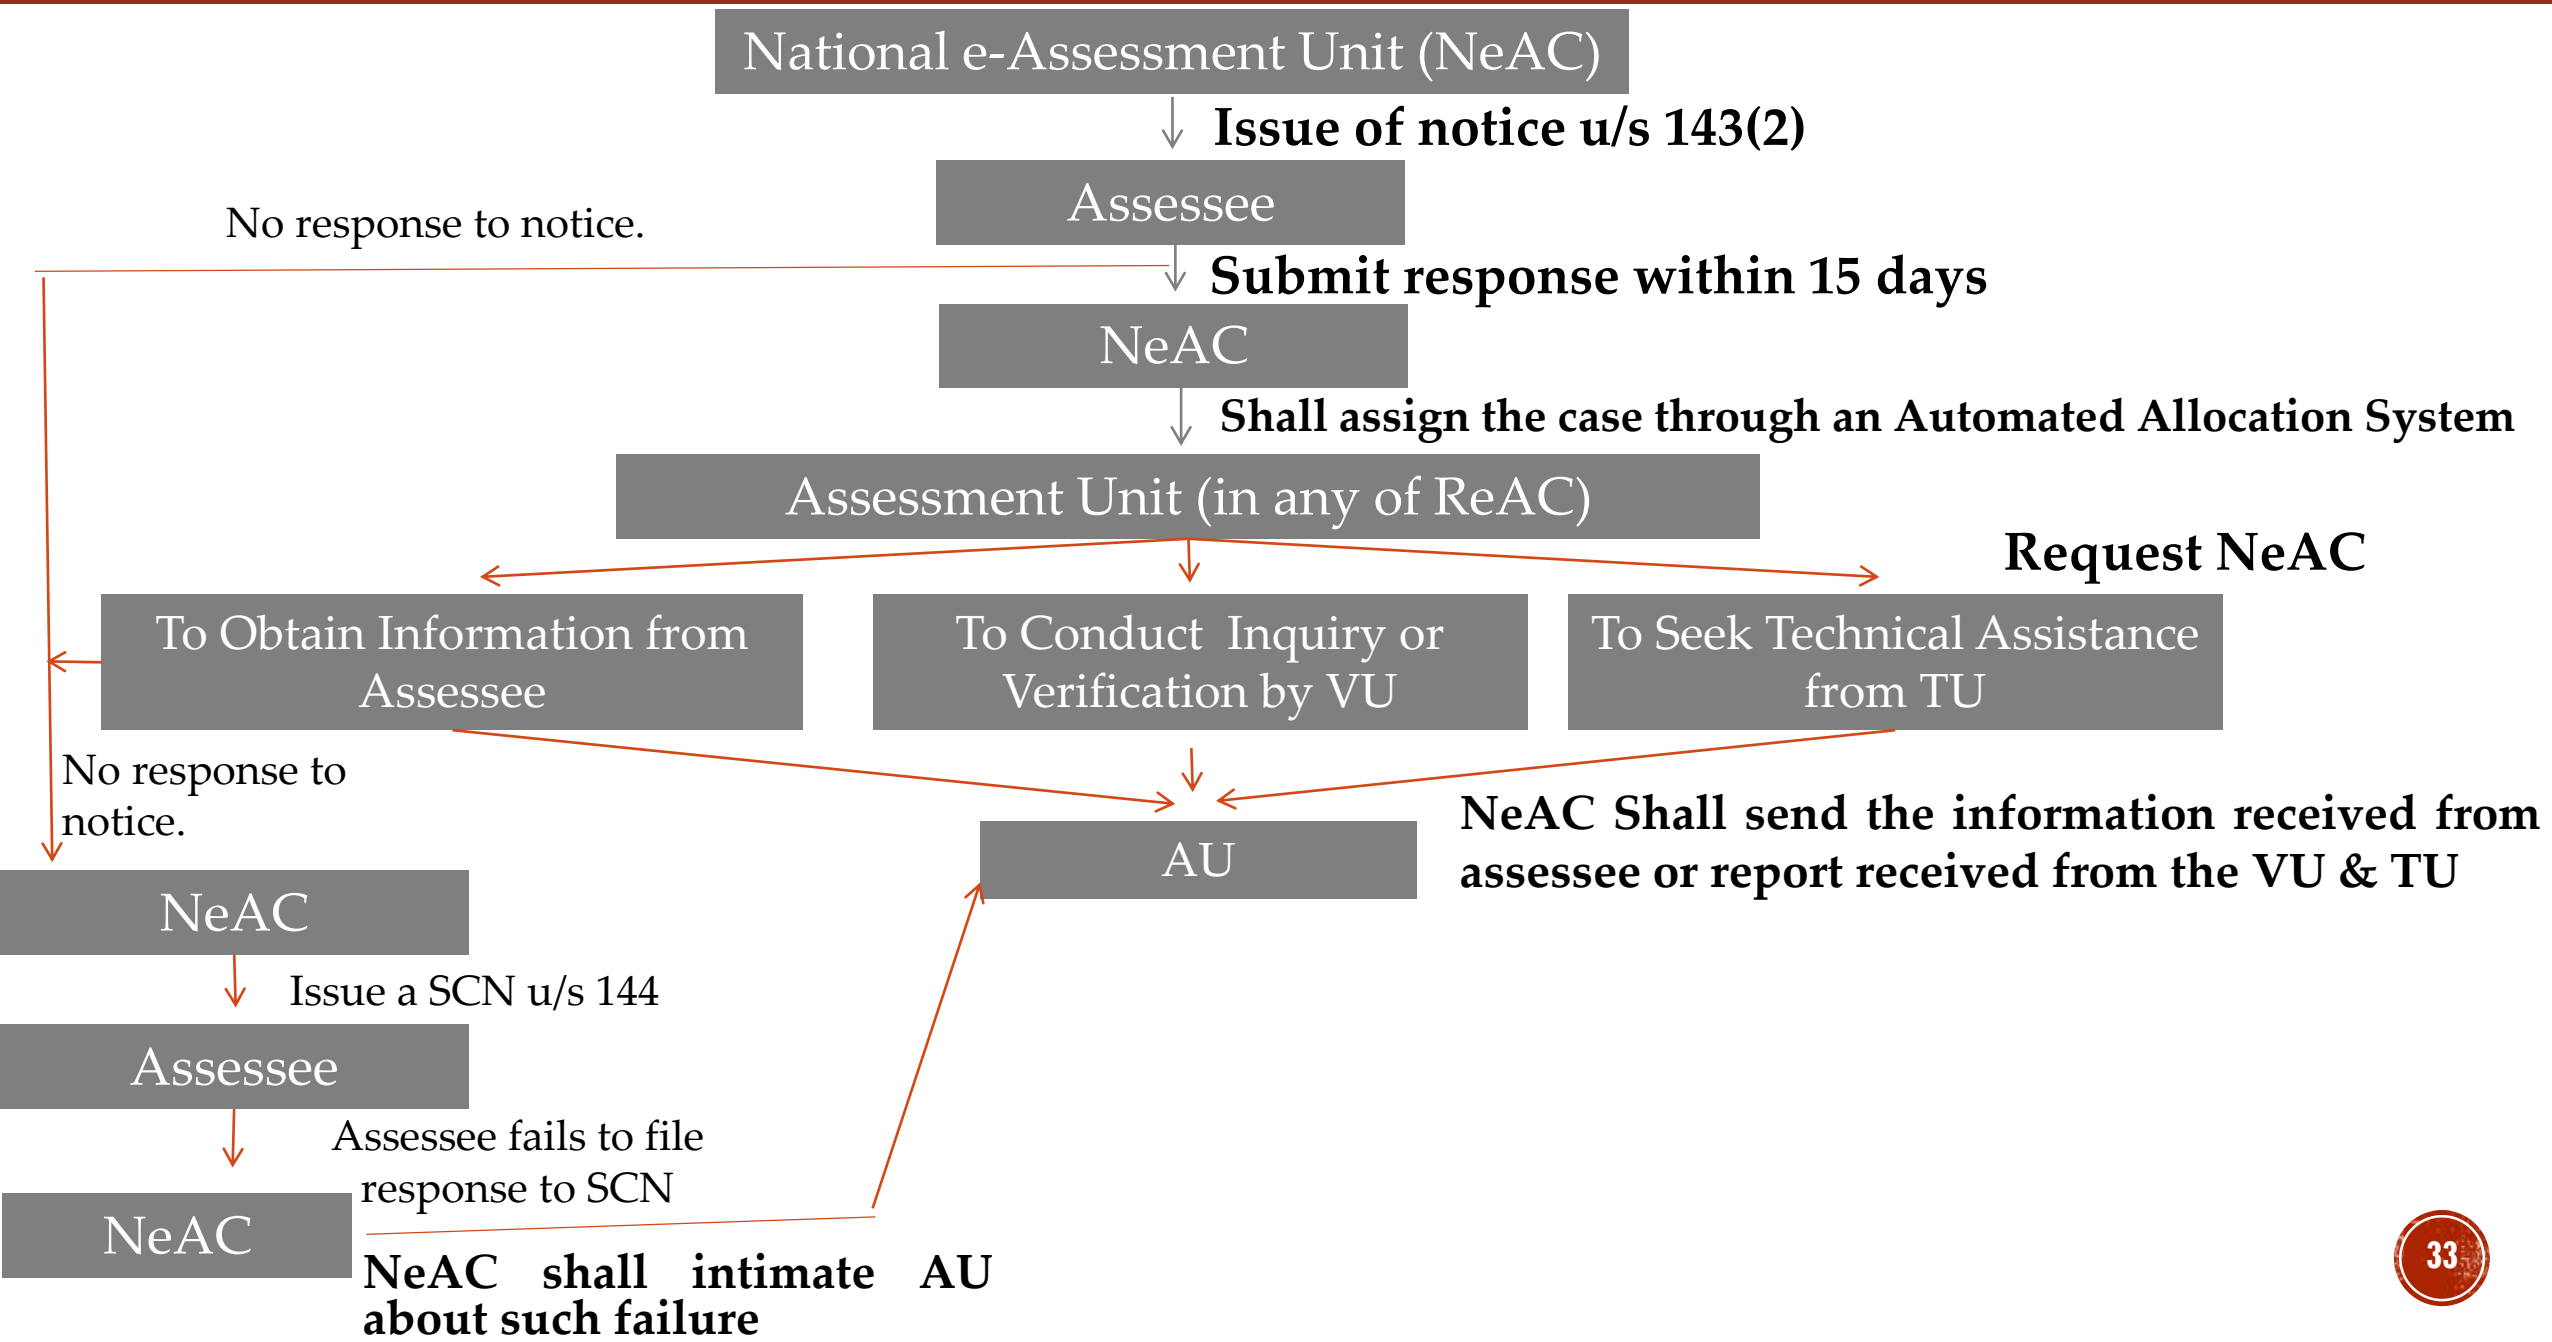 National e-Assessment Unit (NeAC)
Issue of notice u/s 143(2)
Assessee
No response to notice.
Submit response within 15 days
NeAC
Shall assign the case through an Automated Allocation System
Assessment Unit (in any of ReAC)
Request NeAC
To Obtain Information from
Assessee
To Conduct Inquiry or
Verification by VU
To Seek Technical Assistance
from TU
No response to
notice.
NeAC Shall send the information received from
assessee or report received from the VU & TU
AU
NeAC
Issue a SCN u/s 144
Assessee
Assessee fails to file
response to SCN
NeAC
NeAC shall intimate AU
about such failure
33